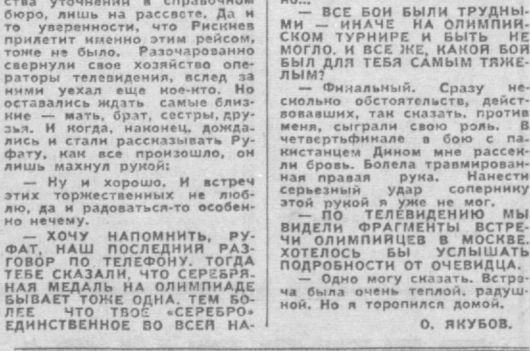 ства уточнений в справочном
бюро, лишь на рассвете. Да и
то уверенности, что Рискиев
прилетит именно этим рейсом,
тоже не было. Разочарованно
свернули свое хозяйство опе-
раторы телевидения, вслед за
ними уехал еще кое-кто. Но
оставались ждать самые близ-
кие — мать, брат, сестры, дру-
зья. И когда, наконец, дожда-
лись и стали рассказывать Ру-
фату, как все произошло, он
лишь махнул рукой:
— Ну и хорошо. И встреч
этих торжественных не люб-
лю, да и радоваться-то особен-
но нечему.
— ХОЧУ НАПОМНИТЬ, РУ-
ФАТ, НАШ ПОСЛЕДНИЙ РАЗ-
ГОВОР ПО ТЕЛЕФОНУ. ТОГДА
ТЕБЕ СКАЗАЛИ, ЧТО СЕРЕБРЯ-
НАЯ МЕДАЛЬ НА ОЛИМПИАДЕ
БЫВАЕТ ТОЖЕ ОДНА. ТЕМ БО-
ЛЕЕ ЧТО ТВОЕ «СЕРЕБРО»
ЕДИНСТВЕННОЕ ВО ВСЕЙ НА-
но...
— ВСЕ БОИ БЫЛИ ТРУДНЫ-
МИ — ИНАЧЕ НА ОЛИМПИЙ-
СКОМ ТУРНИРЕ И БЫТЬ НЕ
МОГЛО. И ВСЕ ЖЕ, КАКОЙ БОЙ
БЫЛ ДЛЯ ТЕБЯ САМЫМ ТЯЖЕ-
ЛЫМ?
— Финальный. Сразу не-
сколько обстоятельств, дейст-
вовавших, так сказать, против
меня, сыграли свою роль. В
четвертьфинале в бою с па-
кистанцем Дином мне рассек-
ли бровь. Болела травмирован-
ная правая рука. Нанести
серьезный удар сопернику
этой рукой я уже не мог.
— ПО ТЕЛЕВИДЕНИЮ МЫ
ВИДЕЛИ ФРАГМЕНТЫ ВСТРЕ-
ЧИ ОЛИМПИЙЦЕВ В МОСКВЕ.
ХОТЕЛОСЬ БЫ УСЛЫШАТЬ
ПОДРОБНОСТИ ОТ ОЧЕВИДЦА.
— Одно могу сказать. Встре-
ча была очень теплой, радуш-
ной. Но я торопился домой.
О. ЯКУБОВ.